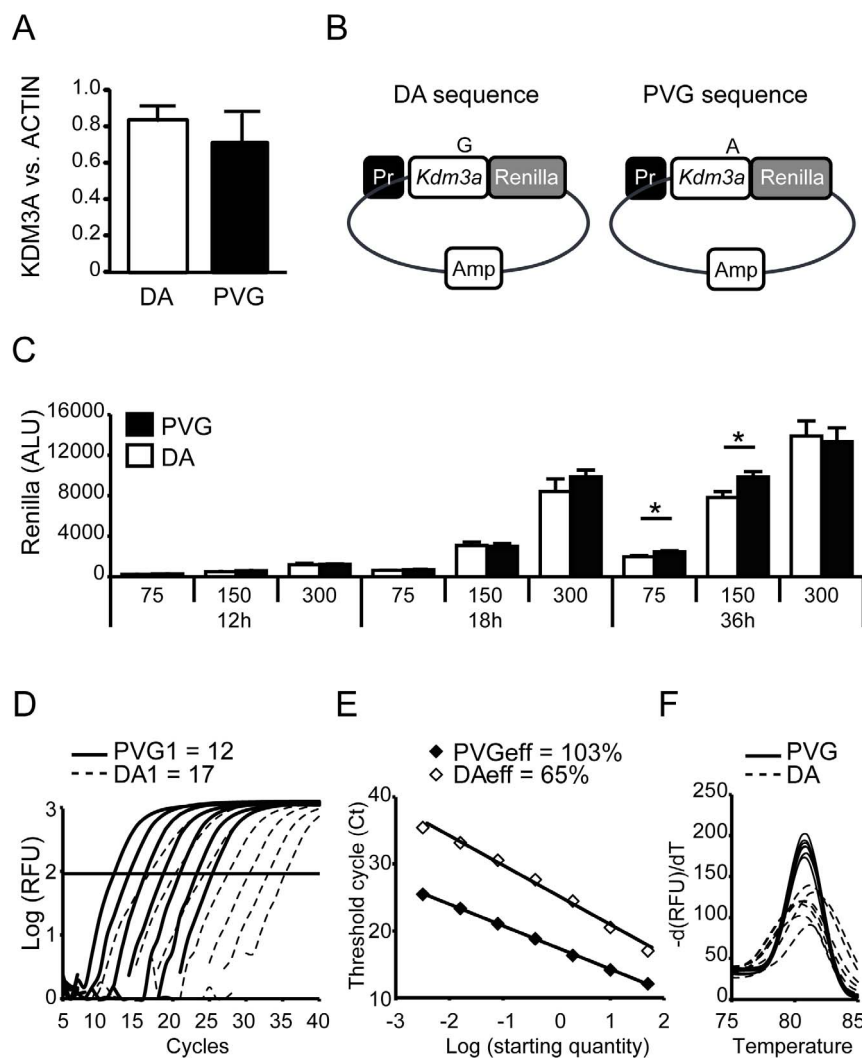 A
KDM3A vs. ACTIN
1.0
0.8
0.6
0.4
0.2
0
DA PVG
B
DA sequence PVG sequence
G A
Pr Kdm3a Renilla Pr Kdm3a Renilla
Amp Amp
C
Renilla (ALU)
16000
12000
8000
4000
0
PVG
DA
* *
75 150 300 75 150 300 75 150 300
12h 18h 36h
D
PVG1 = 12
DA1 = 17
Log (RFU)
3
2
1
0
5 10 15 20 25 30 35 40
Cycles
E
PVGeff = 103%
DAeff = 65%
Threshold cycle (Ct)
40
30
20
10
-3 -2 -1 0 1 2
Log (starting quantity)
F
PVG
DA
-d(RFU)/dT
250
200
150
100
50
0
75 80 85
Temperature